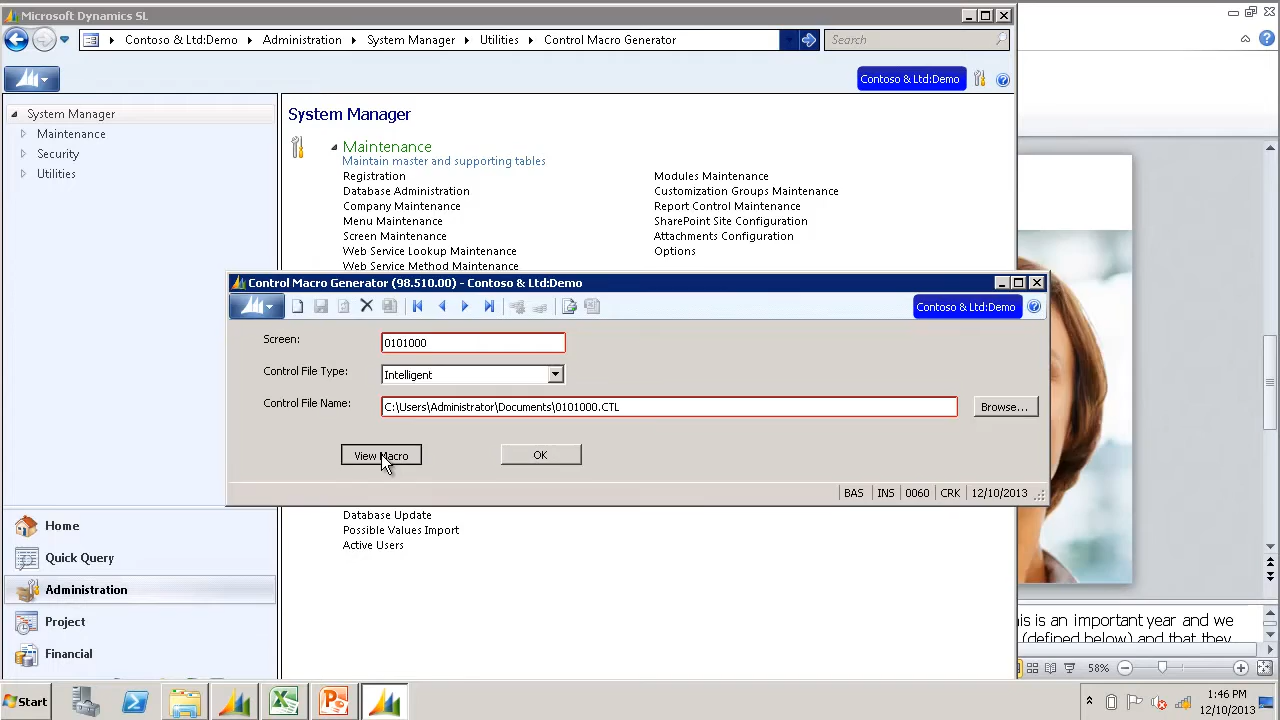 Microsoft Dynamics SL
Contoso & Ltd:Demo
Administration
System Manager
Utilities
Control Macro Generator
Search
Contoso & Ltd:Demo
System Manager
Maintenance
Security
Utilities
System Manager
Maintenance
Maintain master and supporting tables
Registration
Modules Maintenance
Database Administration
Customization Groups Maintenance
Company Maintenance
Report Control Maintenance
Menu Maintenance
SharePoint Site Configuration
Screen Maintenance
Attachments Configuration
Web Service Lookup Maintenance
Options
Web Service Method Maintenance
Control Macro Generator (98.510.00) - Contoso & Ltd:Demo
Contoso & Ltd:Demo
Screen:
0101000
Control File Type:
Intelligent
Control File Name:
C:\Users\Administrator\Documents\0101000.CTL
Browse...
View Macro
OK
BAS
INS
0060
CRK
12/10/2013
Database Update
Possible Values Import
Active Users
Home
Quick Query
Administration
Project
Financial
his is an important year and we
(defined below) and that they
58%
Start
1:46 PM
12/10/2013